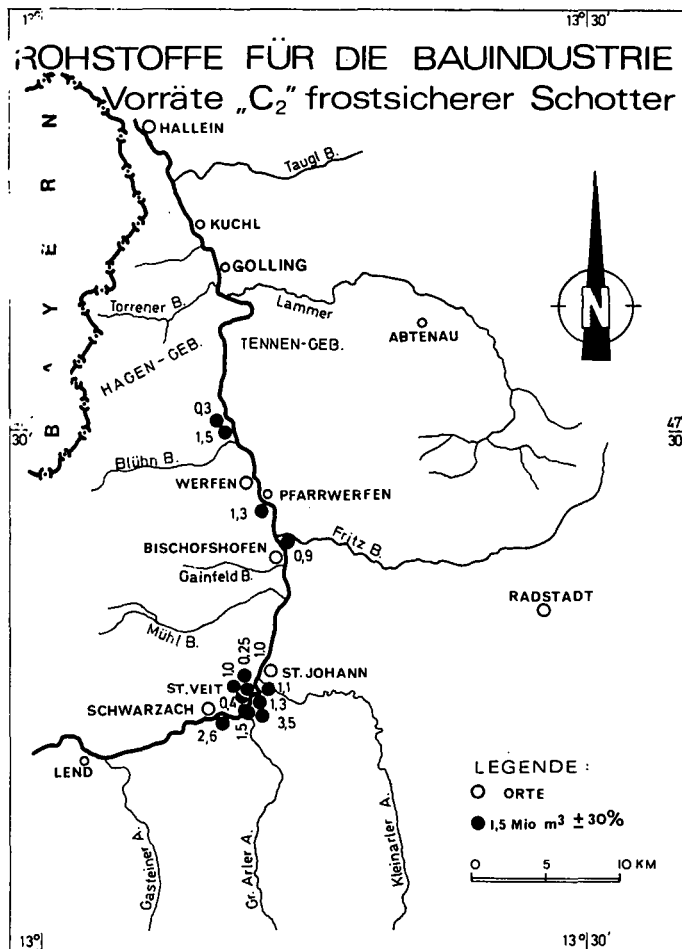 13°
13° 30'
ROHSTOFFE FÜR DIE BAUINDUSTRIE
Vorräte „C₂” frostsicherer Schotter
BAYERN
HALLEIN
Taugl B.
KUCHL
GOLLING
Torrener B.
Lammer
ABTENAU
HAGEN-GEB.
TENNEN-GEB.
N
0,3
1,5
30'
47°
30'
Blühn B.
WERFEN
PFARRWERFEN
1,3
Fritz B.
BISCHOFSHOFEN
0,9
Gainfeld B.
RADSTADT
Mühl B.
1.0
0.25
1.0
ST.JOHANN
ST.VEIT
1,1
0,4
1,3
SCHWARZACH
3,5
2,6
1,5
LEND
LEGENDE :
ORTE
1,5 Mio m³ ± 30%
0 5 10 KM
Gasteiner A.
Gr. Arler A.
Kleinarler A.
13°
13° 30'